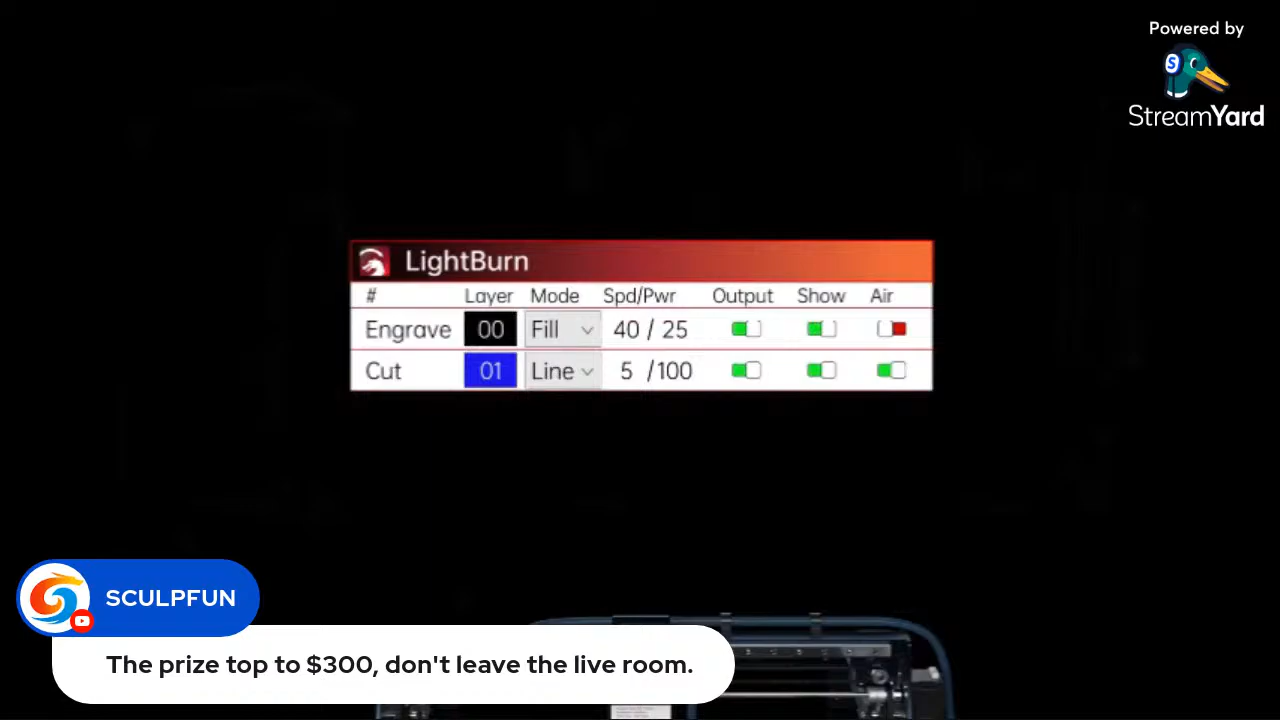 Powered by
S
StreamYard
LightBurn
# Layer Mode Spd/Pwr Output Show Air
Engrave 00 Fill 40 / 25
Cut 01 Line 5 /100
SCULPFUN
The prize top to $300, don't leave the live room.